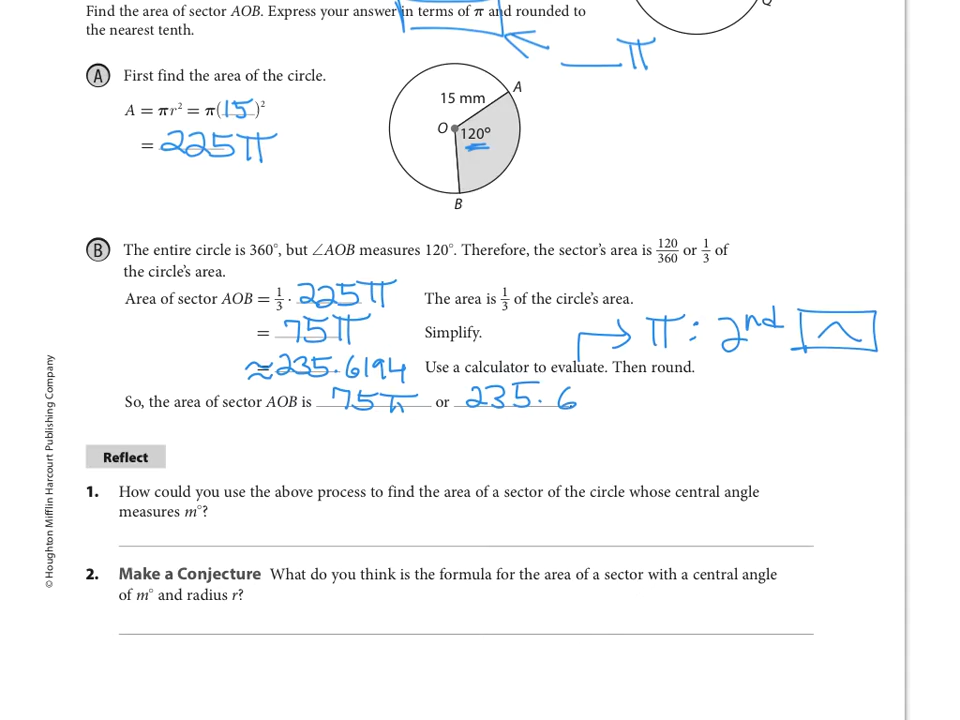 Find the area of sector AOB. Express your answer in terms of π and rounded to
the nearest tenth.
___π
A First find the area of the circle.
A = πr² = π(15)²
= 225π
15 mm
A
O
120°
B
B The entire circle is 360°, but ∠AOB measures 120°. Therefore, the sector's area is 120/360 or 1/3 of
the circle's area.
Area of sector AOB = 1/3 · 225π The area is 1/3 of the circle's area.
= 75π Simplify.
π: 2nd ^
≈235.6194 Use a calculator to evaluate. Then round.
So, the area of sector AOB is 75π or 235.6
Reflect
1. How could you use the above process to find the area of a sector of the circle whose central angle
measures m°?
2. Make a Conjecture What do you think is the formula for the area of a sector with a central angle
of m° and radius r?
© Houghton Mifflin Harcourt Publishing Company